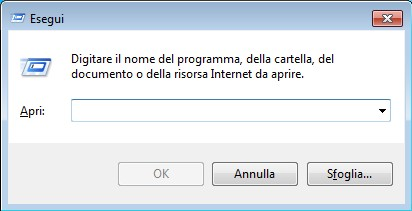 Esegui
Digitare il nome del programma, della cartella, del
documento o della risorsa Internet da aprire.
Apri:
OK Annulla Sfoglia...